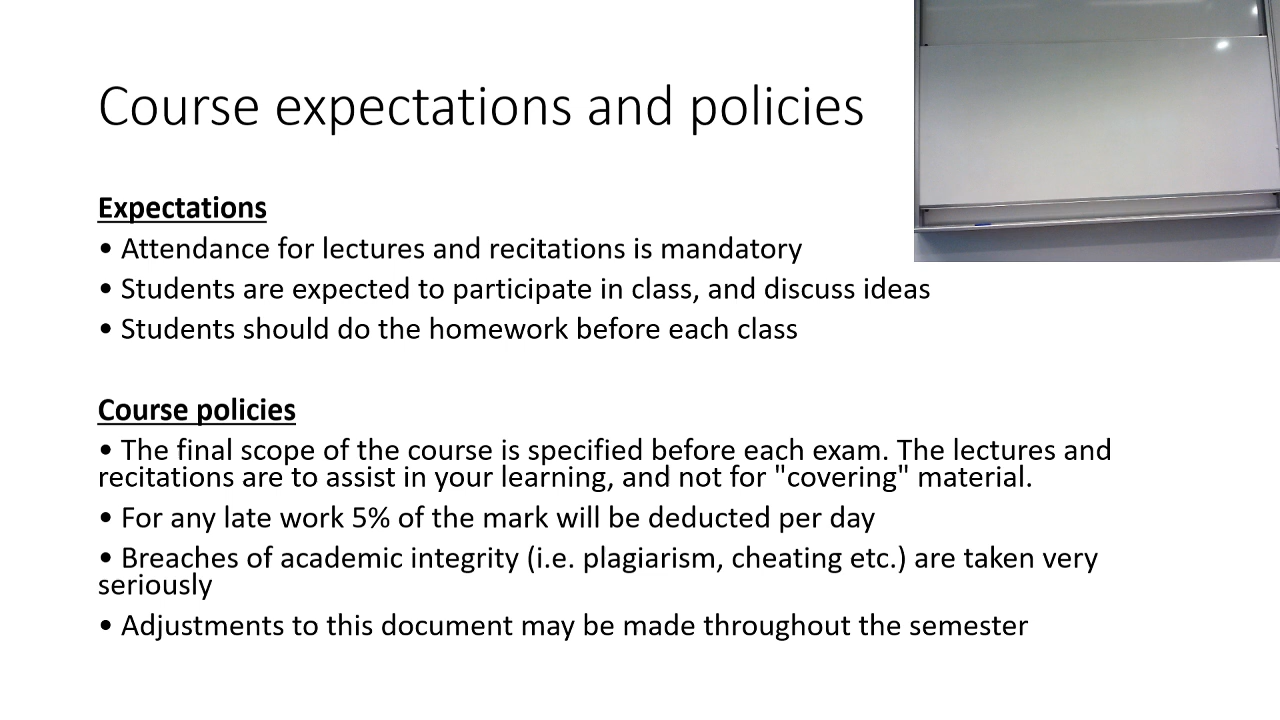 Course expectations and policies
Expectations
• Attendance for lectures and recitations is mandatory
• Students are expected to participate in class, and discuss ideas
• Students should do the homework before each class
Course policies
• The final scope of the course is specified before each exam. The lectures and
recitations are to assist in your learning, and not for "covering" material.
• For any late work 5% of the mark will be deducted per day
• Breaches of academic integrity (i.e. plagiarism, cheating etc.) are taken very
seriously
• Adjustments to this document may be made throughout the semester